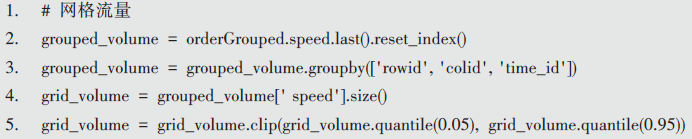 1. # 网格流量
2. grouped_volume = orderGrouped.speed.last().reset_index()
3. grouped_volume = grouped_volume.groupby(['rowid', 'colid', 'time_id'])
4. grid_volume = grouped_volume[' speed'].size()
5. grid_volume = grid_volume.clip(grid_volume.quantile(0.05), grid_volume.quantile(0.95))